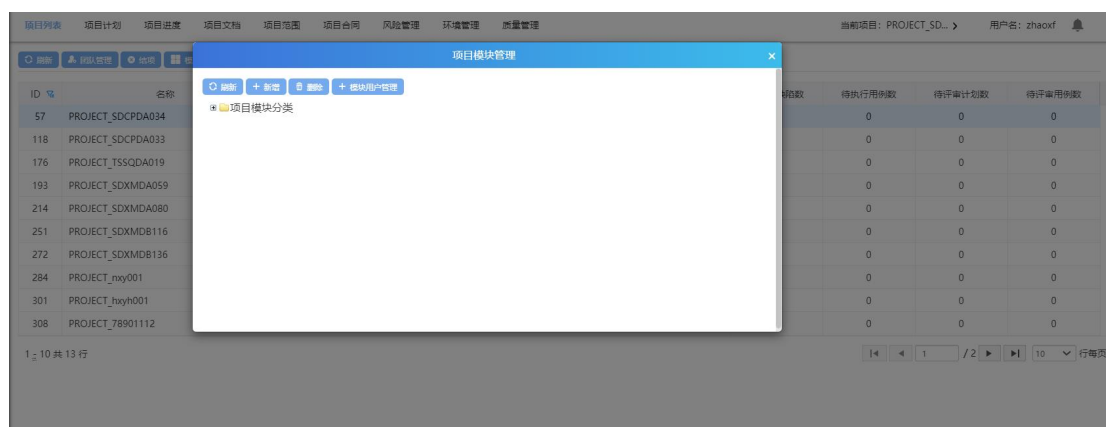 项目列表 项目计划 项目进度 项目文档 项目范围 项目合同 风险管理 环境管理 质量管理 当前项目: PROJECT_SD... 用户名: zhaoxf
刷新 团队管理 结项
项目模块管理 ×
刷新 + 新增 删除 + 模块用户管理
项目模块分类
ID 名称 陷数 待执行用例数 待评审计划数 待评审用例数
57 PROJECT_SDCPDA034 0 0 0
118 PROJECT_SDCPDA033 0 0 0
176 PROJECT_TSSQDA019 0 0 0
193 PROJECT_SDXMDA059 0 0 0
214 PROJECT_SDXMDA080 0 0 0
251 PROJECT_SDXMDB116 0 0 0
272 PROJECT_SDXMDB136 0 0 0
284 PROJECT_nxy001 0 0 0
301 PROJECT_hxyh001 0 0 0
308 PROJECT_78901112 0 0 0
1 - 10 共 13 行 1 / 2 10 行每页